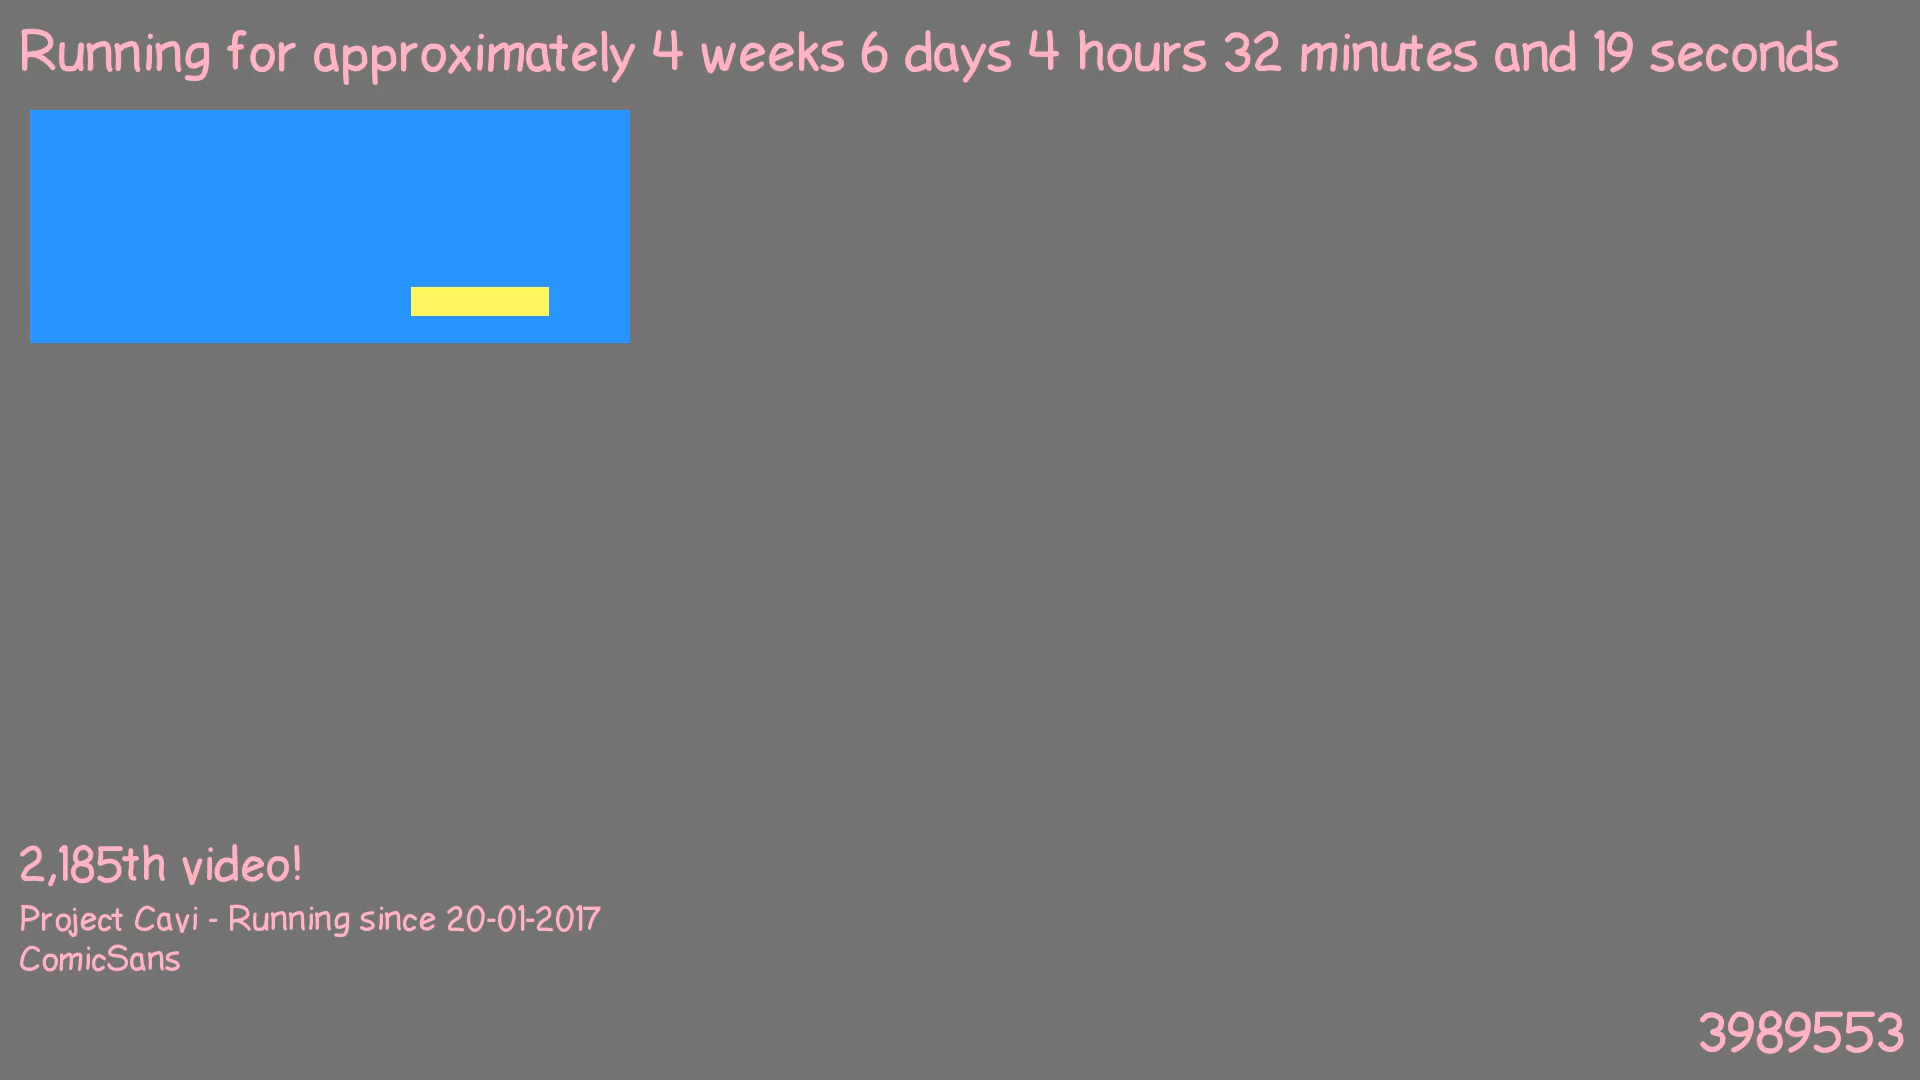 Running for approximately 4 weeks 6 days 4 hours 32 minutes and 19 seconds
2,185th video!
Project Cavi - Running since 20-01-2017
ComicSans
3989553